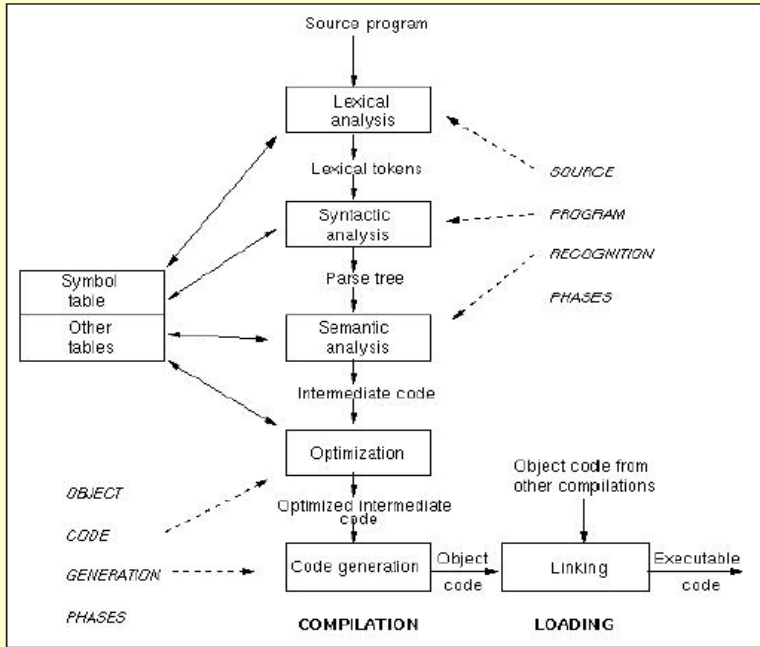 Source program
Lexical
analysis
Lexical tokens
SOURCE
Syntactic
analysis
PROGRAM
RECOGNITION
PHASES
Parse tree
Symbol
table
Other
tables
Semantic
analysis
Intermediate code
Optimization
Object code from
other compilations
OBJECT
CODE
GENERATION
PHASES
Optimized intermediate
code
Code generation
Object
code
Linking
Executable
code
COMPILATION
LOADING